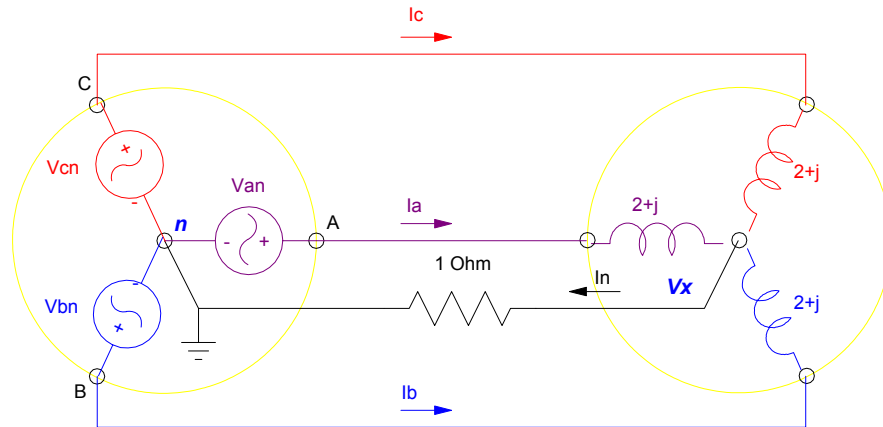 Ic
C
Vcn
+
-
Van
n
-
+
A
Ia
2+j
2+j
1 Ohm
In
Vx
Vbn
-
+
2+j
B
Ib